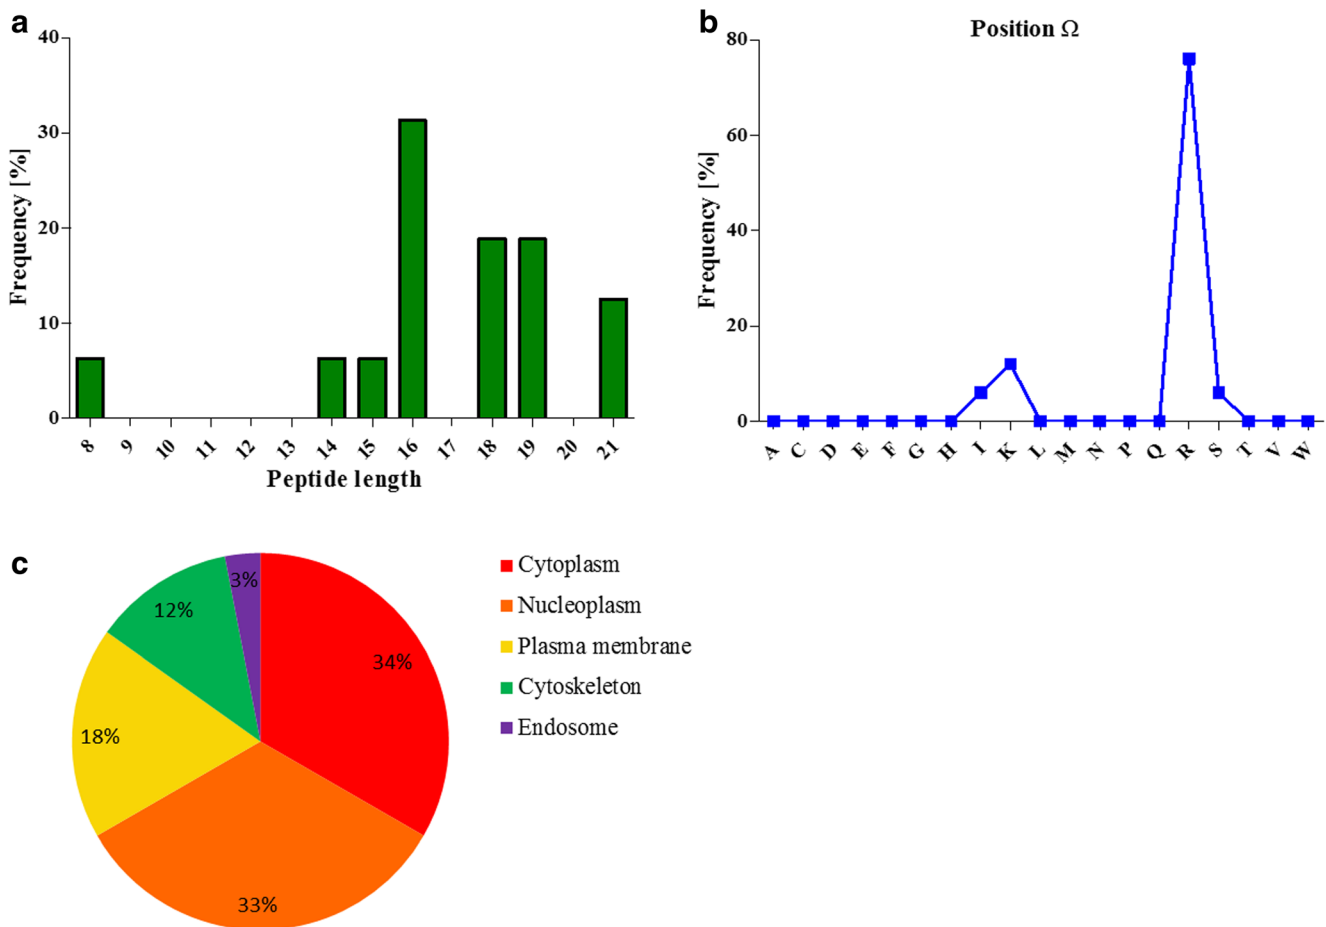 a
40
30
20
10
0
Frequency [%]
8 9 10 11 12 13 14 15 16 17 18 19 20 21
Peptide length
b
Position Ω
80
60
40
20
0
Frequency [%]
A C D E F G H I K L M N P Q R S T V W
c
3%
12%
34%
18%
33%
Cytoplasm
Nucleoplasm
Plasma membrane
Cytoskeleton
Endosome